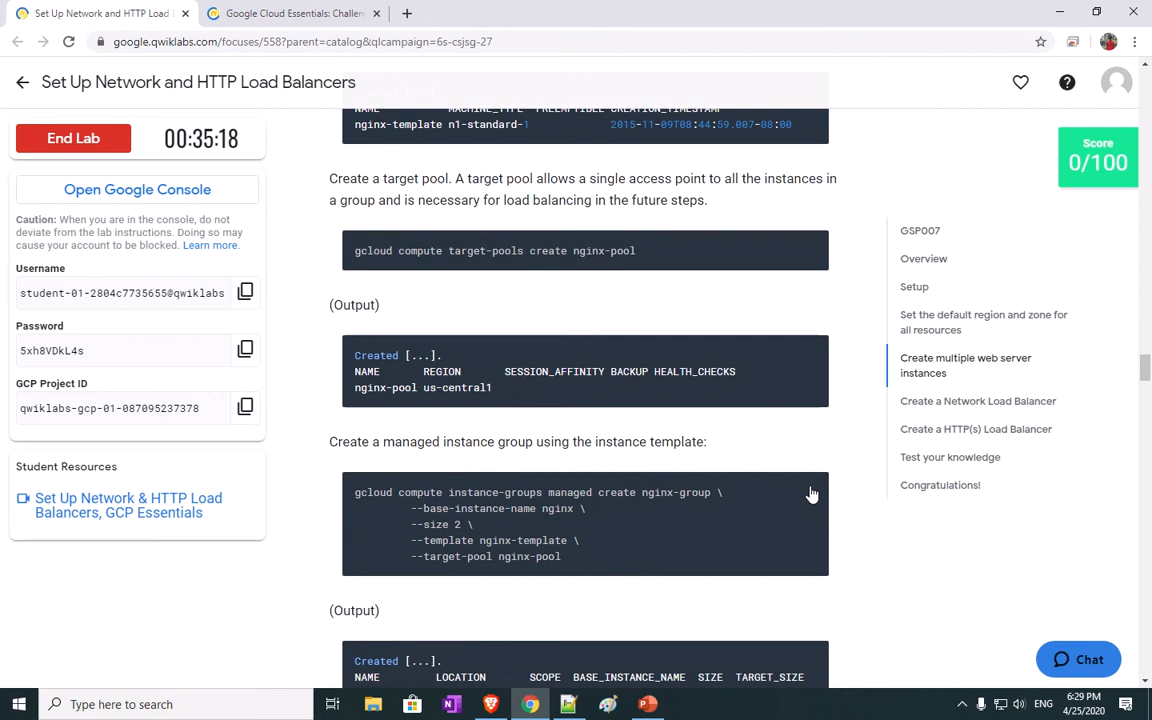 Set Up Network and HTTP Load
Google Cloud Essentials: Challen
google.qwiklabs.com/focuses/558?parent=catalog&qlcampaign=6s-csjsg-27
Set Up Network and HTTP Load Balancers
End Lab
00:35:18
Open Google Console
Caution: When you are in the console, do not
deviate from the lab instructions. Doing so may
cause your account to be blocked. Learn more.
Username
student-01-2804c7735655@qwiklabs
Password
5xh8VDkL4s
GCP Project ID
qwiklabs-gcp-01-087095237378
Student Resources
Set Up Network & HTTP Load
Balancers, GCP Essentials
NAME MACHINE_TYPE PREEMPTIBLE CREATION_TIMESTAMP
nginx-template n1-standard-1 2015-11-09T08:44:59.007-08:00
Create a target pool. A target pool allows a single access point to all the instances in
a group and is necessary for load balancing in the future steps.
gcloud compute target-pools create nginx-pool
(Output)
Created [...].
NAME REGION SESSION_AFFINITY BACKUP HEALTH_CHECKS
nginx-pool us-central1
Create a managed instance group using the instance template:
gcloud compute instance-groups managed create nginx-group \
--base-instance-name nginx \
--size 2 \
--template nginx-template \
--target-pool nginx-pool
(Output)
Created [...].
NAME LOCATION SCOPE BASE_INSTANCE_NAME SIZE TARGET_SIZE
Score
0/100
GSP007
Overview
Setup
Set the default region and zone for
all resources
Create multiple web server
instances
Create a Network Load Balancer
Create a HTTP(s) Load Balancer
Test your knowledge
Congratulations!
Chat
Type here to search
ENG
6:29 PM
4/25/2020